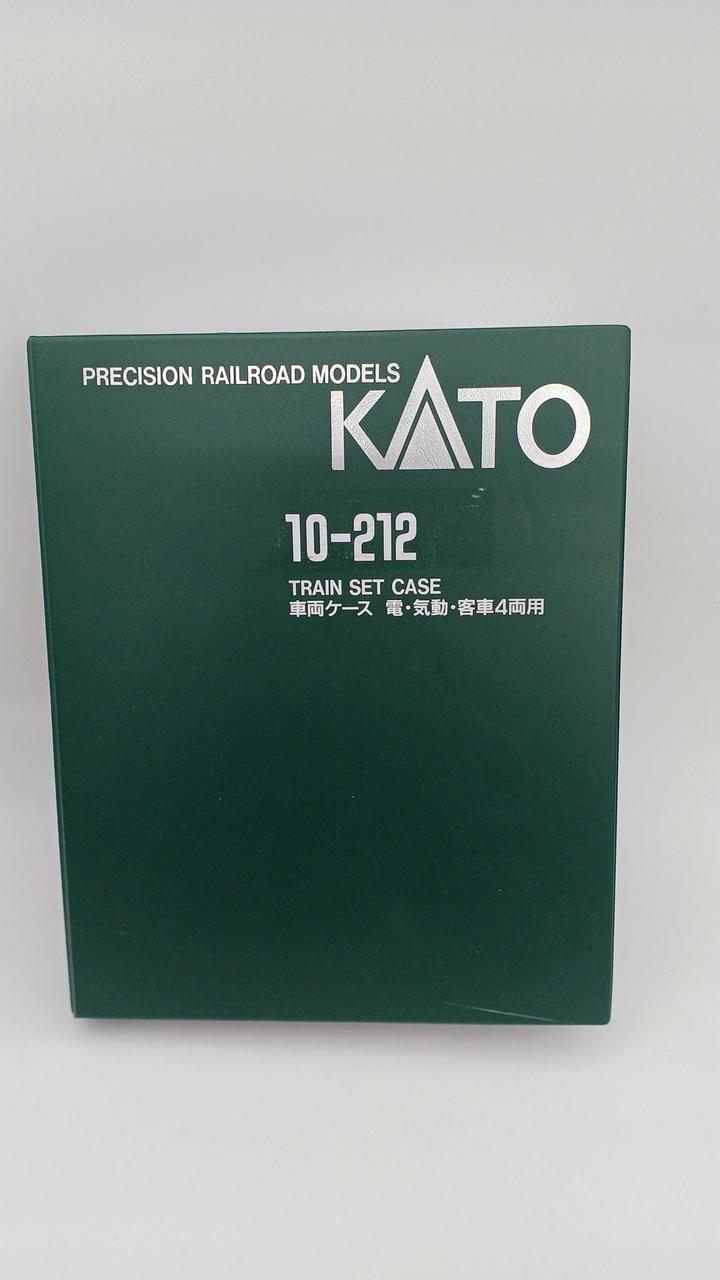 PRECISION RAILROAD MODELS
KATO
10-212
TRAIN SET CASE
車両ケース 電・気動・客車4両用